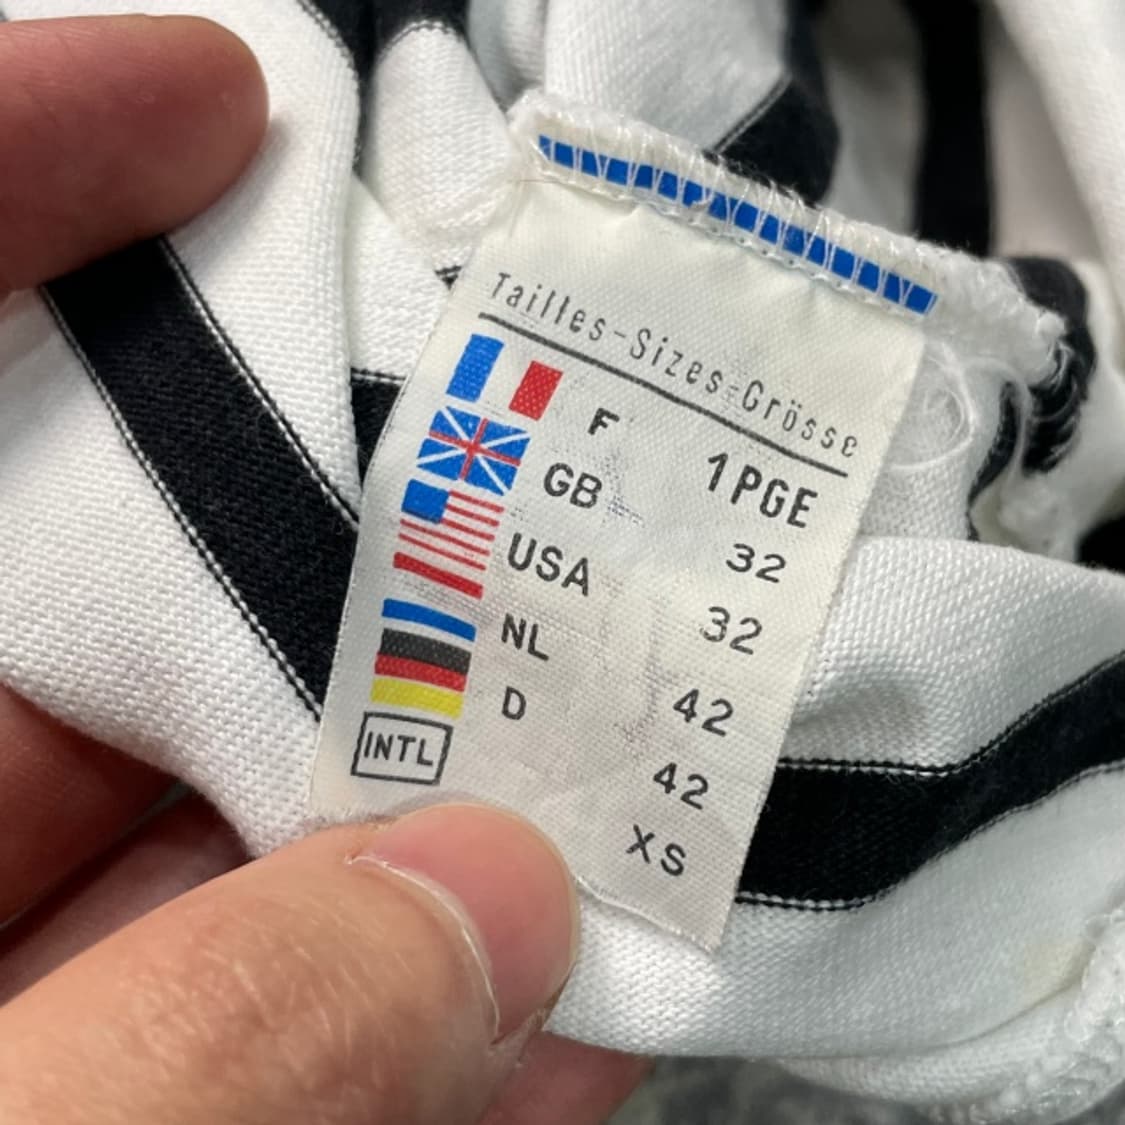 Tailles-Sizes-Grösse
F 1PGE
GB 32
USA 32
NL 42
D 42
INTL XS